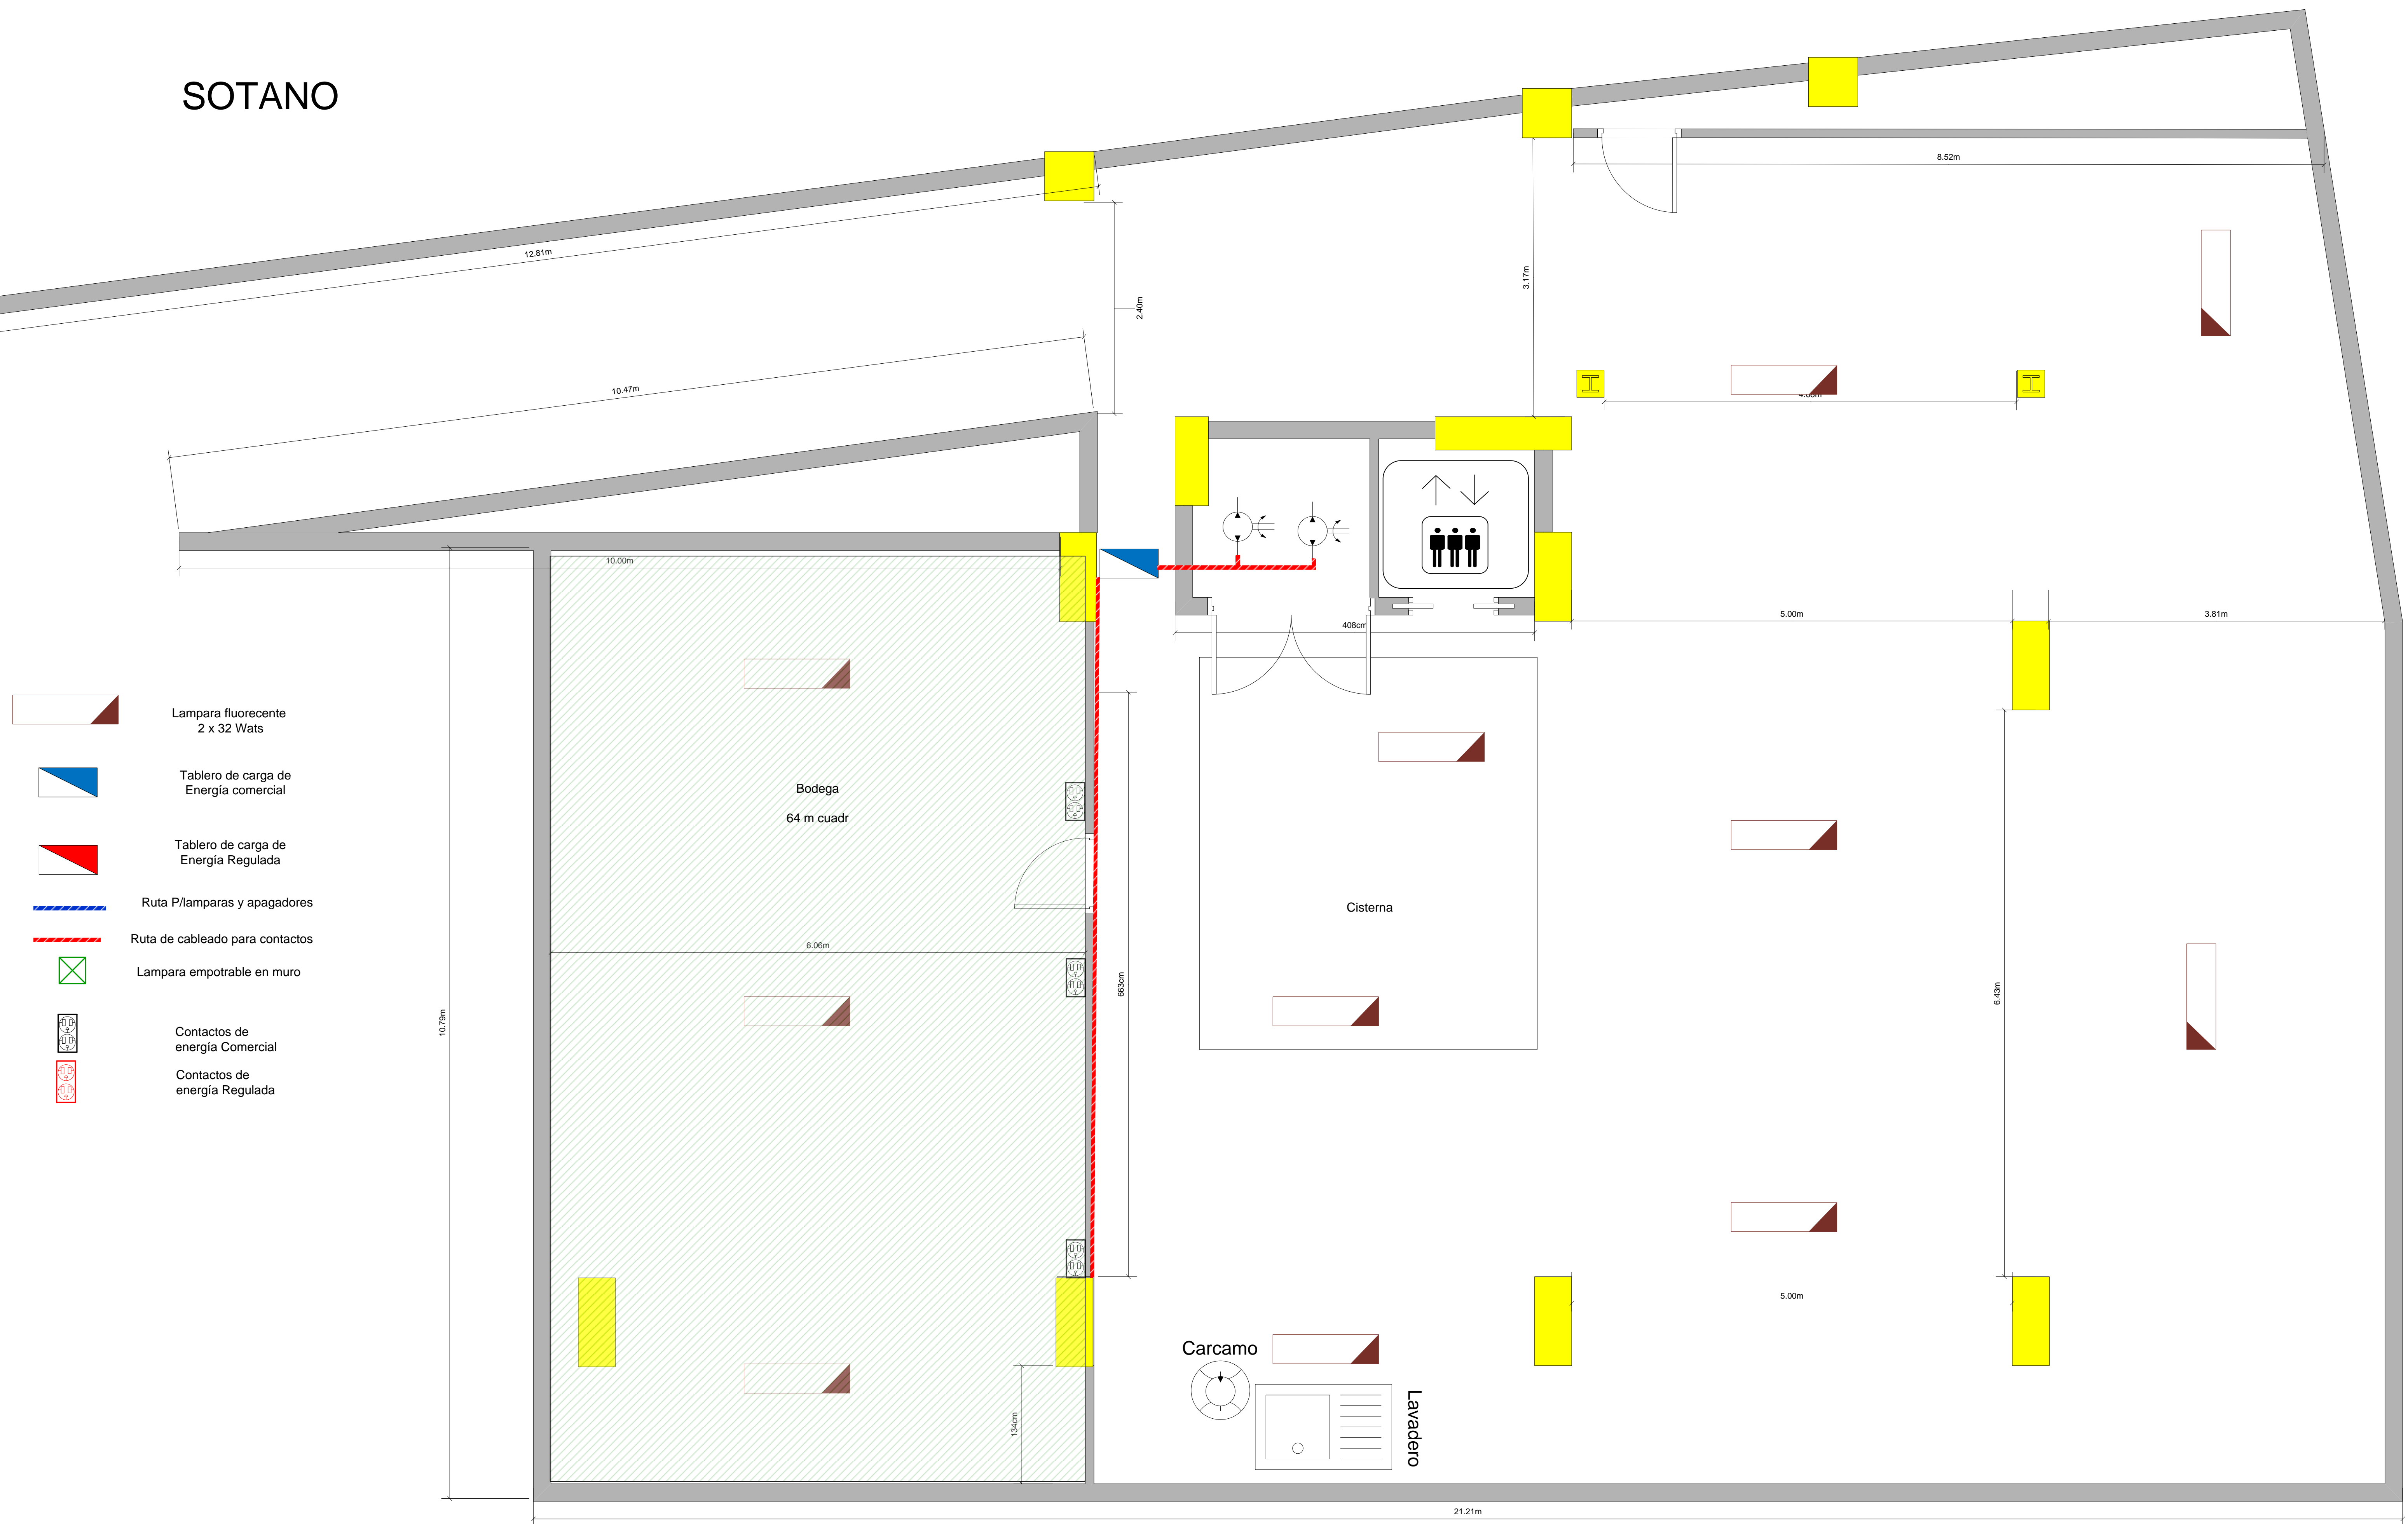 SOTANO
8.52m
12.81m
2.40m
3.17m
10.47m
10.00m
408cm
5.00m
3.81m
Lampara fluorecente
2 x 32 Wats
Tablero de carga de
Energía comercial
Tablero de carga de
Energía Regulada
Ruta P/lamparas y apagadores
Ruta de cableado para contactos
Lampara empotrable en muro
Contactos de
energía Comercial
Contactos de
energía Regulada
Bodega
64 m cuadr
Cisterna
6.06m
663cm
6.43m
10.79m
5.00m
Carcamo
Lavadero
134cm
21.21m